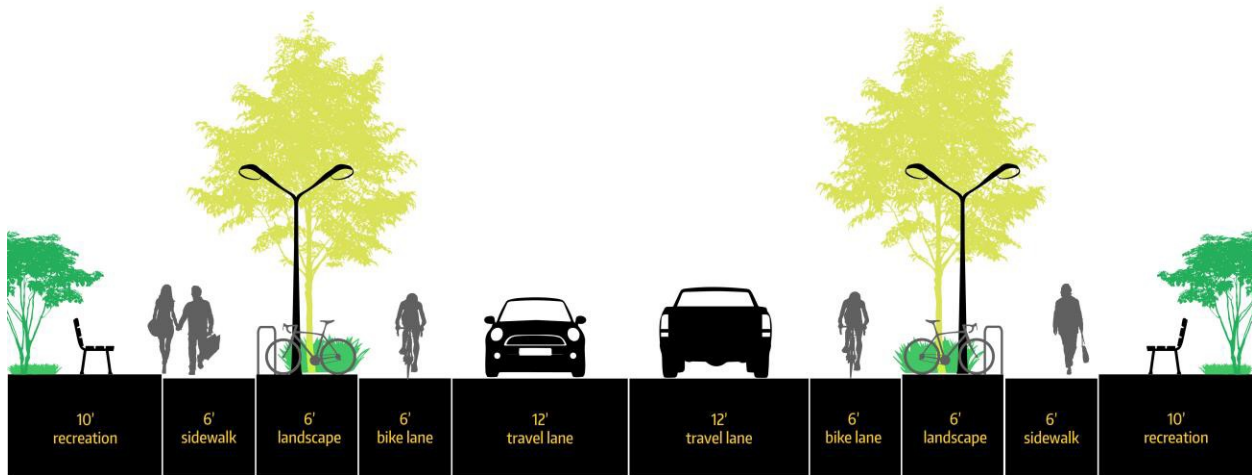 10'
recreation
6'
sidewalk
6'
landscape
6'
bike lane
12'
travel lane
12'
travel lane
6'
bike lane
6'
landscape
6'
sidewalk
10'
recreation